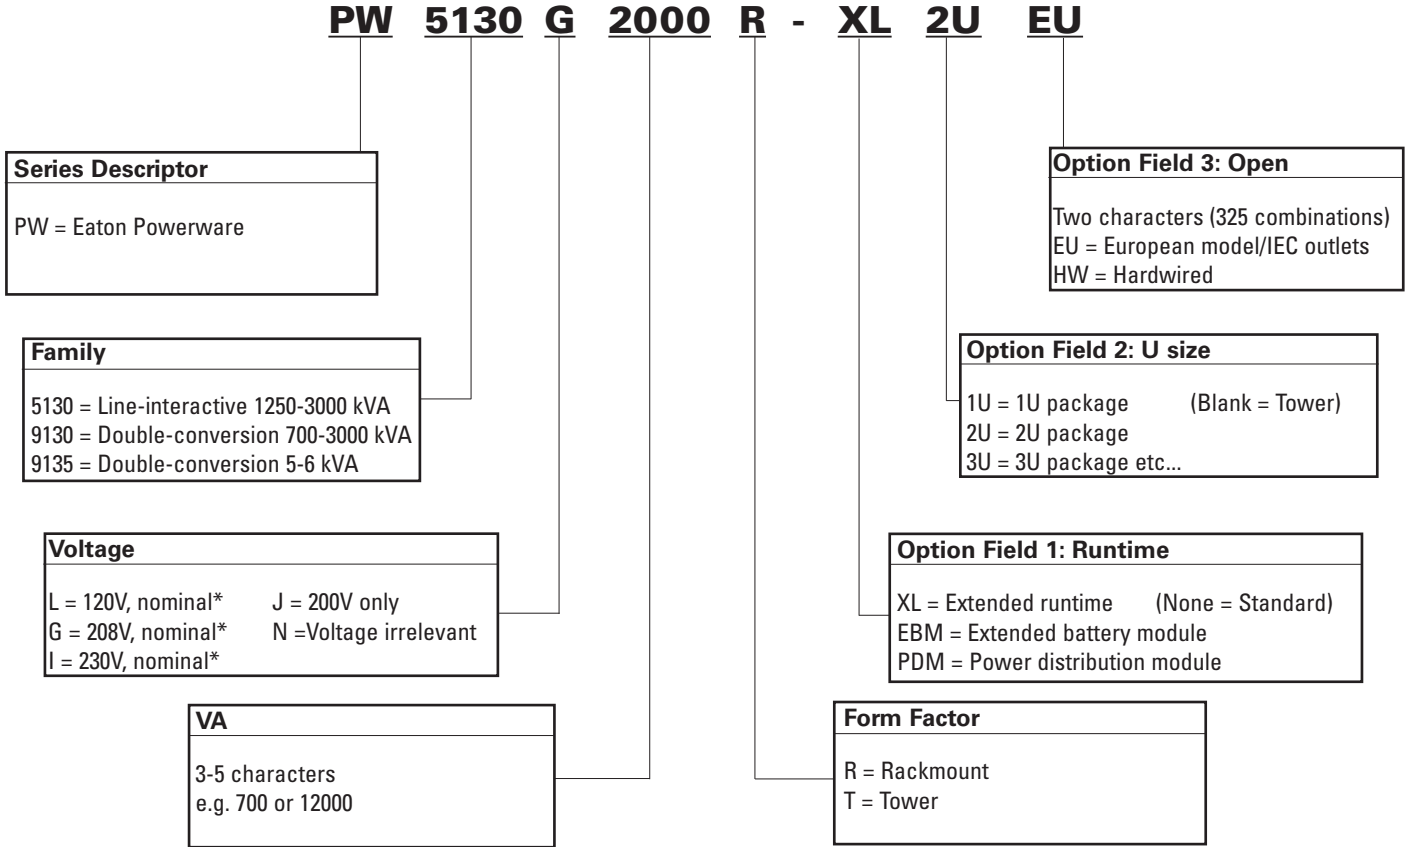 PW 5130 G 2000 R - XL 2U EU
Series Descriptor
PW = Eaton Powerware
Option Field 3: Open
Two characters (325 combinations)
EU = European model/IEC outlets
HW = Hardwired
Family
5130 = Line-interactive 1250-3000 kVA
9130 = Double-conversion 700-3000 kVA
9135 = Double-conversion 5-6 kVA
Option Field 2: U size
1U = 1U package (Blank = Tower)
2U = 2U package
3U = 3U package etc...
Voltage
L = 120V, nominal* J = 200V only
G = 208V, nominal* N =Voltage irrelevant
I = 230V, nominal*
Option Field 1: Runtime
XL = Extended runtime (None = Standard)
EBM = Extended battery module
PDM = Power distribution module
VA
3-5 characters
e.g. 700 or 12000
Form Factor
R = Rackmount
T = Tower